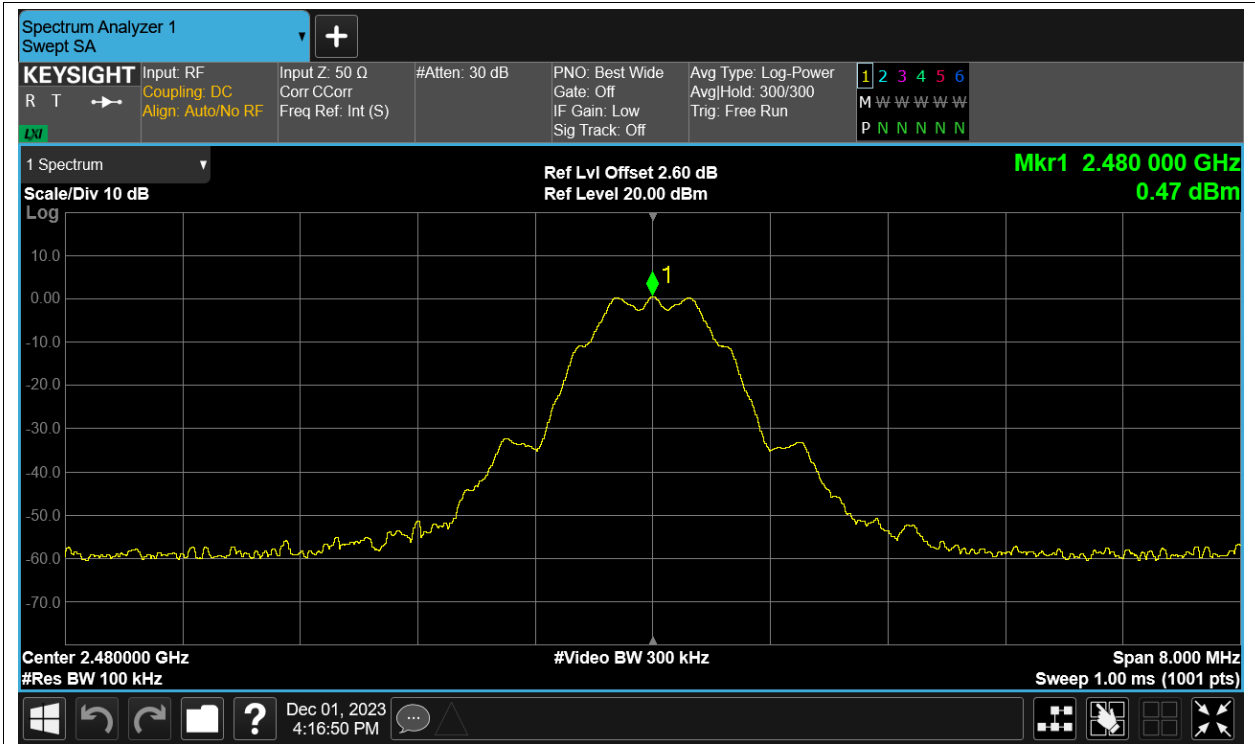 Spectrum Analyzer 1
Swept SA
KEYSIGHT
R T
LXI
Input: RF
Coupling: DC
Align: Auto/No RF
Input Z: 50 Ω
Corr CCorr
Freq Ref: Int (S)
#Atten: 30 dB
PNO: Best Wide
Gate: Off
IF Gain: Low
Sig Track: Off
Avg Type: Log-Power
Avg|Hold: 300/300
Trig: Free Run
1 2 3 4 5 6
M W W W W W
P N N N N N
1 Spectrum
Scale/Div 10 dB
Log
Ref Lvl Offset 2.60 dB
Ref Level 20.00 dBm
Mkr1 2.480 000 GHz
0.47 dBm
1
10.0
0.00
-10.0
-20.0
-30.0
-40.0
-50.0
-60.0
-70.0
Center 2.480000 GHz
#Res BW 100 kHz
#Video BW 300 kHz
Span 8.000 MHz
Sweep 1.00 ms (1001 pts)
?
Dec 01, 2023
4:16:50 PM